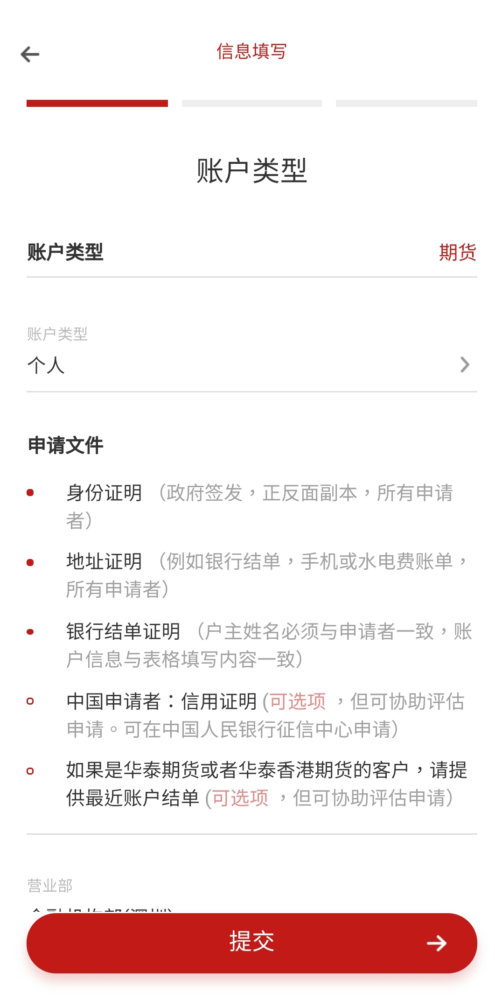 信息填写
账户类型
账户类型 期货
账户类型
个人
申请文件
身份证明 （政府签发，正反面副本，所有申请
者）
地址证明 （例如银行结单，手机或水电费账单，
所有申请者）
银行结单证明 （户主姓名必须与申请者一致，账
户信息与表格填写内容一致）
中国申请者：信用证明 (可选项 ，但可协助评估
申请。可在中国人民银行征信中心申请）
如果是华泰期货或者华泰香港期货的客户，请提
供最近账户结单 (可选项 ，但可协助评估申请）
营业部
提交